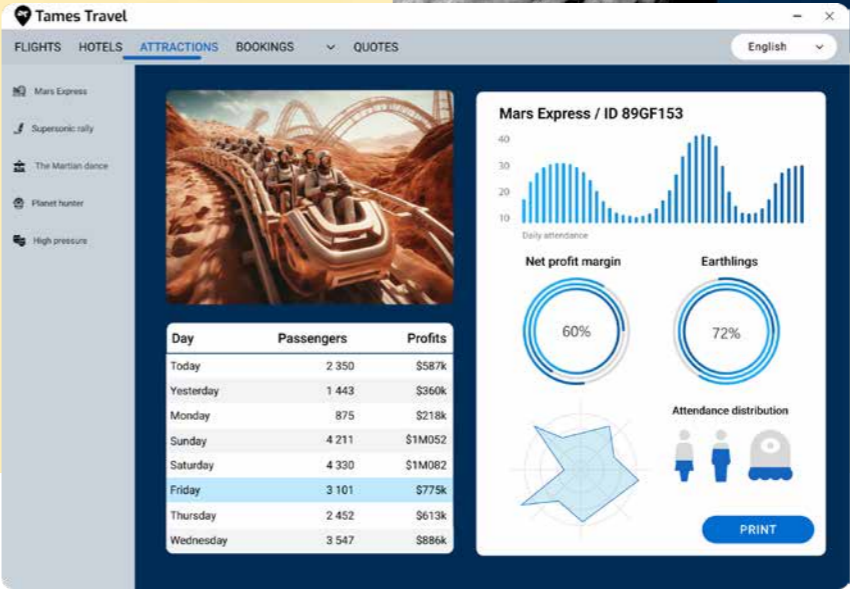 Tames Travel
FLIGHTS HOTELS ATTRACTIONS BOOKINGS QUOTES English
Mars Express
Supersonic rally
The Martian dance
Planet hunter
High pressure
Mars Express / ID 89GF153
40
30
20
10
Daily attendance
Net profit margin Earthlings
60% 72%
Day Passengers Profits
Today 2 350 $587k
Yesterday 1 443 $360k
Monday 875 $218k
Sunday 4 211 $1M052
Saturday 4 330 $1M082
Friday 3 101 $775k
Thursday 2 452 $613k
Wednesday 3 547 $886k
Attendance distribution
PRINT